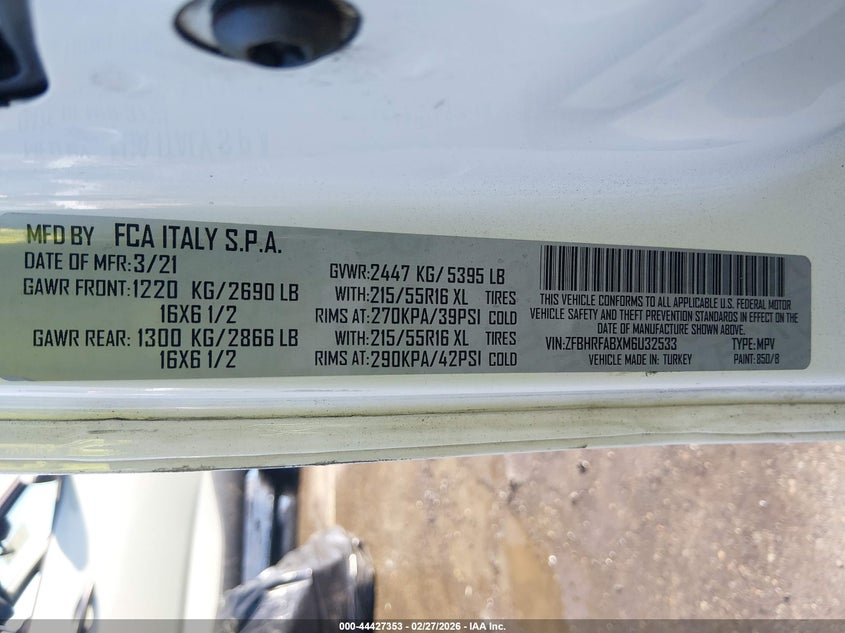 MFD BY FCA ITALY S.P.A.
DATE OF MFR: 3/21
GAWR FRONT: 1220 KG/2690 LB
16X6 1/2
GAWR REAR: 1300 KG/2866 LB
16X6 1/2
GVWR: 2447 KG/5395 LB
WITH: 215/55R16 XL TIRES
RIMS AT: 270KPA/39PSI COLD
WITH: 215/55R16 XL TIRES
RIMS AT: 290KPA/42PSI COLD
THIS VEHICLE CONFORMS TO ALL APPLICABLE U.S. FEDERAL MOTOR
VEHICLE SAFETY AND THEFT PREVENTION STANDARDS IN EFFECT ON
DATE OF MANUFACTURE SHOWN ABOVE.
VIN: ZFBHRFABXM6U32533 TYPE: MPV
VEHICLE MADE IN: TURKEY PAINT: 850/B
000-44427353 — 02/27/2026 — IAA Inc.